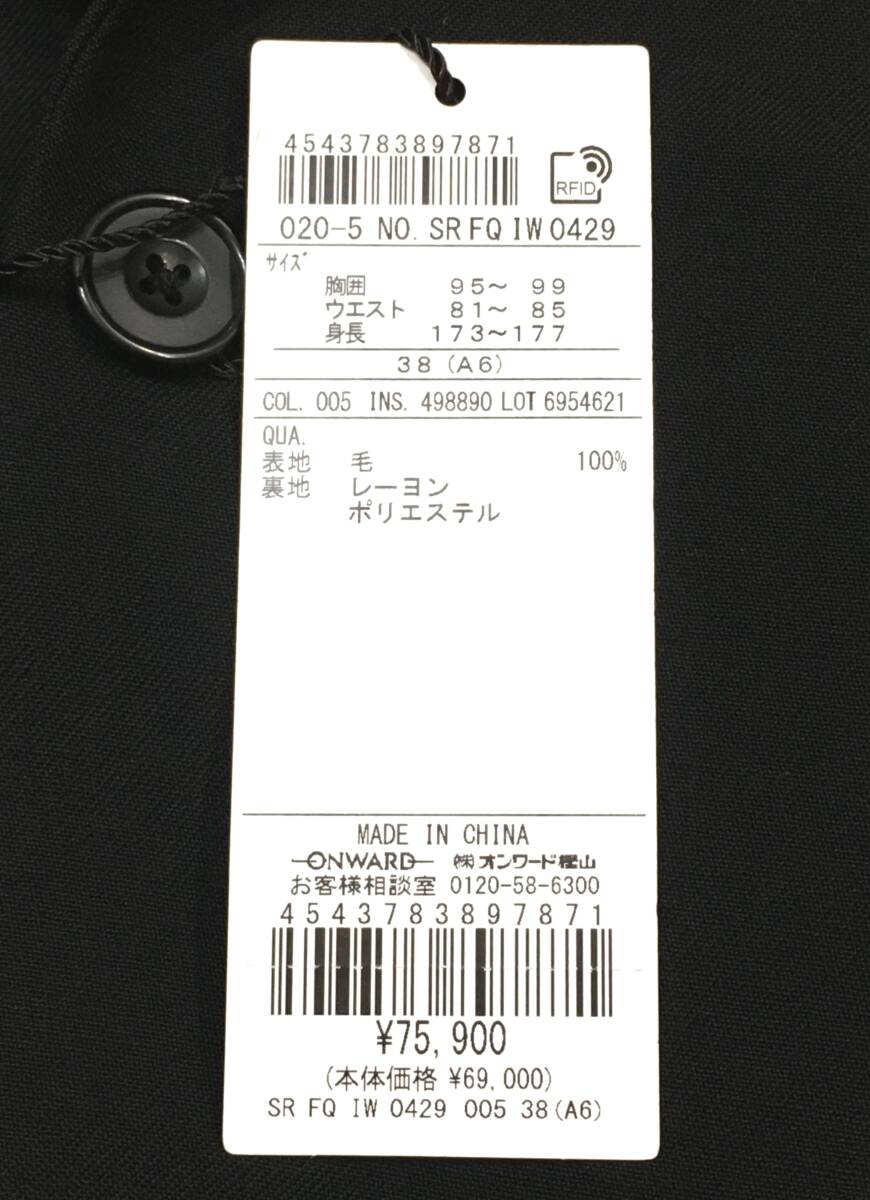 4543783897871
RFID
020-5 NO. SR FQ IW 0429
サイズ
胸囲 95～ 99
ウエスト 81～ 85
身長 173～177
38 (A6)
COL. 005 INS. 498890 LOT 6954621
QUA.
表地 毛 100%
裏地 レーヨン
ポリエステル
MADE IN CHINA
ONWARD ㈱オンワード樫山
お客様相談室 0120-58-6300
4543783897871
¥75,900
(本体価格 ¥69,000)
SR FQ IW 0429 005 38(A6)